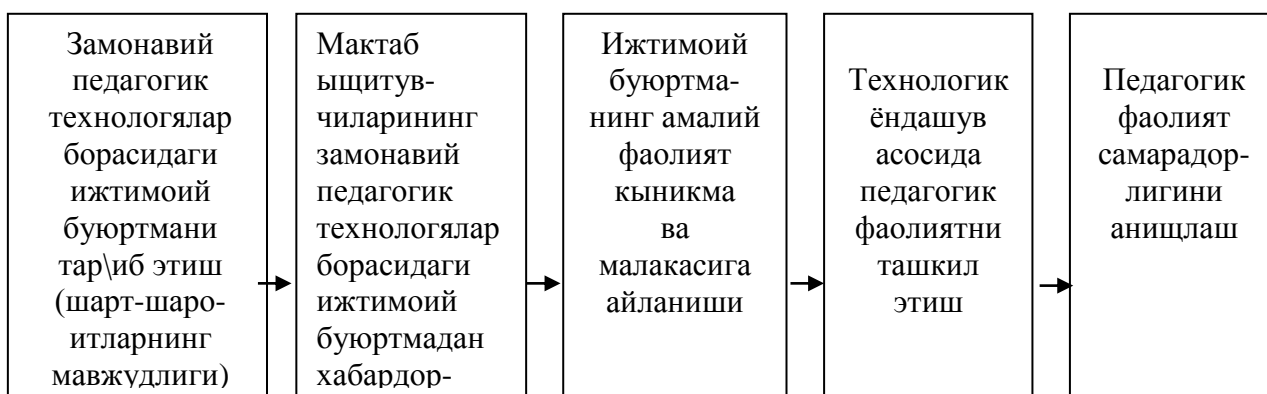 Замонавий
педагогик
технологялар
борасидаги
ижтимоий
буюртмани
тар\иб этиш
(шарт-шаро-
итларнинг
мавжудлиги)
Мактаб
ыщитув-
чиларининг
замонавий
педагогик
технологялар
борасидаги
ижтимоий
буюртмадан
хабардор-
Ижтимоий
буюртма-
нинг амалий
фаолият
кыникма
ва
малакасига
айланиши
Технологик
ёндашув
асосида
педагогик
фаолиятни
ташкил
этиш
Педагогик
фаолият
самарадор-
лигини
анищлаш